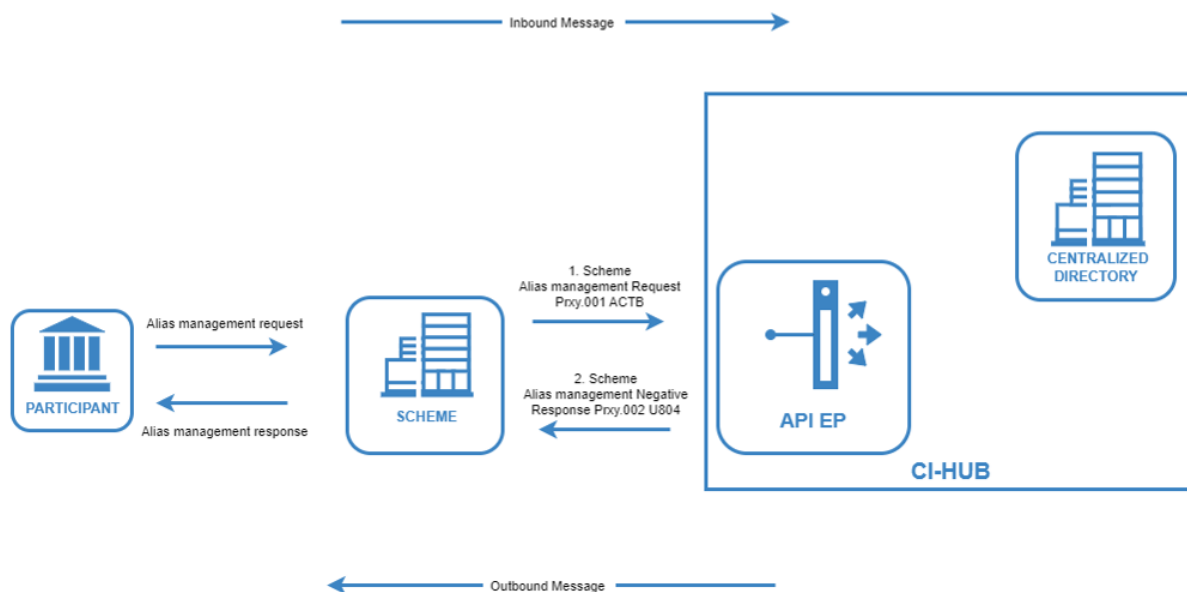 Inbound Message
CENTRALIZED
DIRECTORY
1. Scheme
Alias management Request
Prxy.001 ACTB
Alias management request
2. Scheme
Alias management Negative
Response Prxy.002 U804
PARTICIPANT
SCHEME
API EP
Alias management response
CI-HUB
Outbound Message